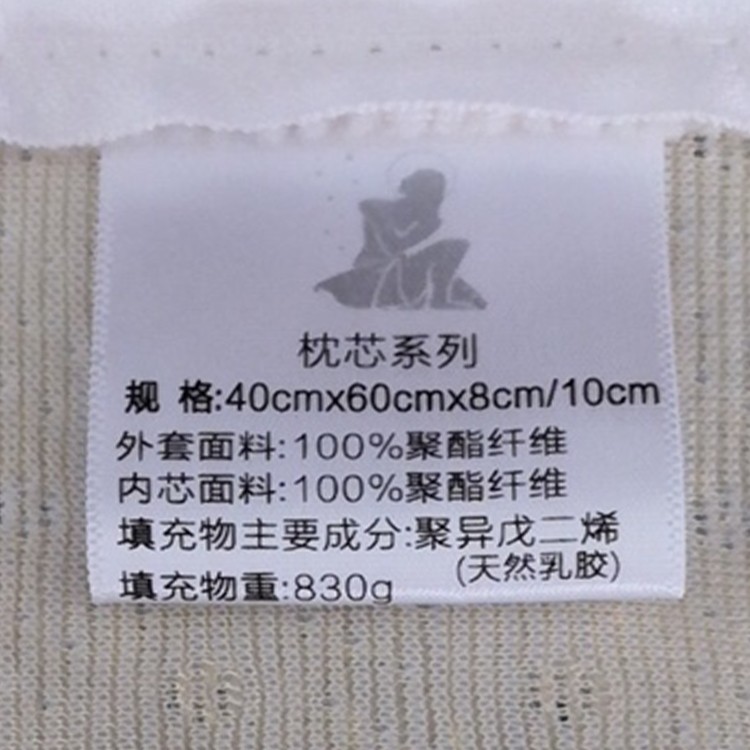 枕芯系列
规 格:40cmx60cmx8cm/10cm
外套面料:100%聚酯纤维
内芯面料:100%聚酯纤维
填充物主要成分:聚异戊二烯
(天然乳胶)
填充物重:830g